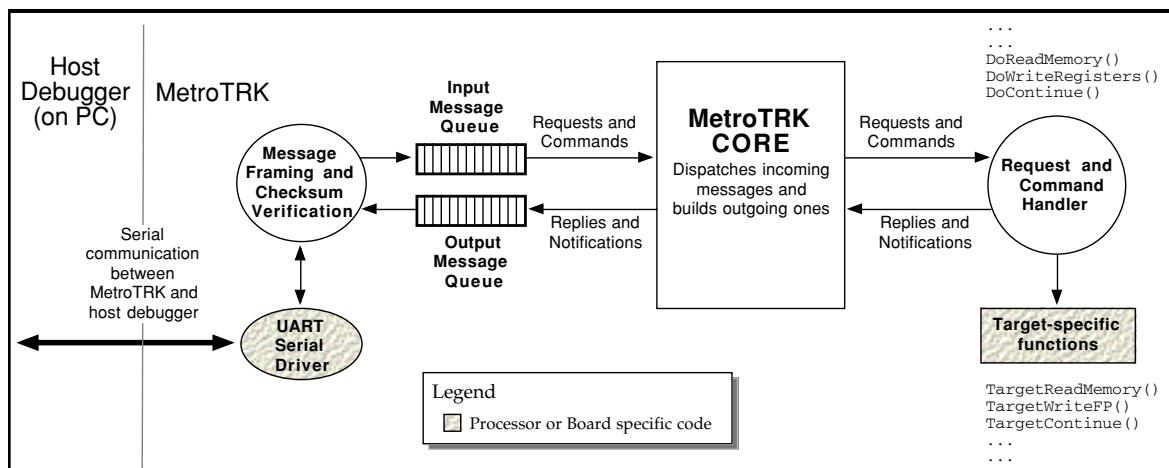 Host
Debugger
(on PC)
MetroTRK
Message
Framing and
Checksum
Verification
Input
Message
Queue
Requests and
Commands
Replies and
Notifications
Output
Message
Queue
MetroTRK
CORE
Dispatches incoming
messages and
builds outgoing ones
Requests and
Commands
Replies and
Notifications
...
...
DoReadMemory()
DoWriteRegisters()
DoContinue()
Request and
Command
Handler
Serial
communication
between
MetroTRK and
host debugger
UART
Serial
Driver
Target-specific
functions
Legend
Processor or Board specific code
TargetReadMemory()
TargetWriteFP()
TargetContinue()
...
...